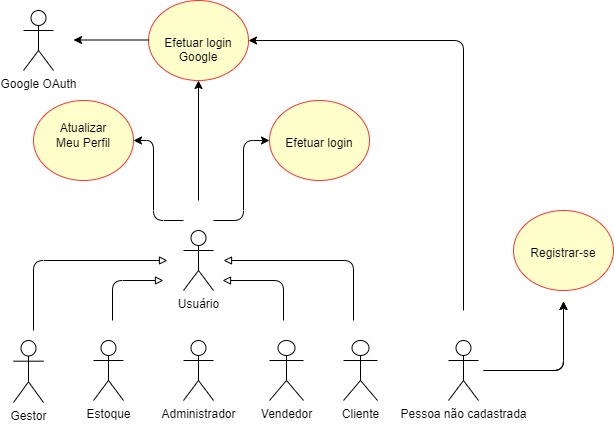 Efetuar login
Google
Google OAuth
Atualizar
Meu Perfil
Efetuar login
Registrar-se
Usuário
Gestor
Estoque
Administrador
Vendedor
Cliente
Pessoa não cadastrada